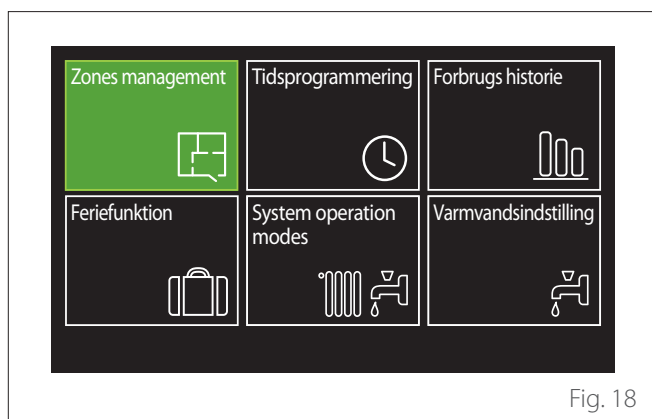 Zones management
Tidsprogrammering
Forbrugs historie
Feriefunktion
System operation
modes
Varmvandsindstilling
Fig. 18